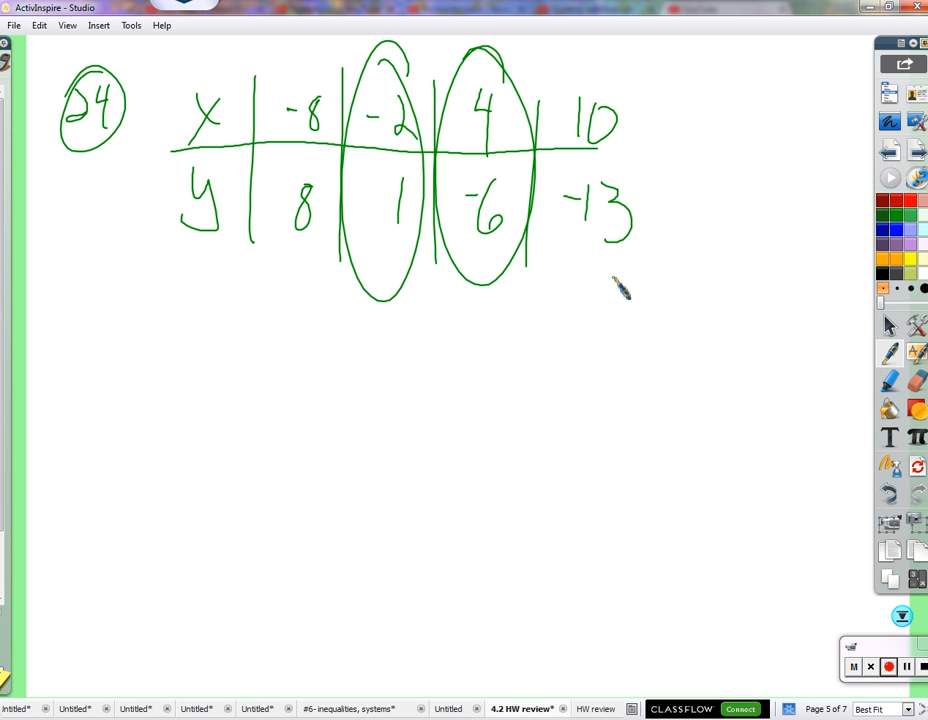 ActivInspire - Studio
File Edit View Insert Tools Help
24
x -8 -2 4 10
y 8 1 -6 -13
Untitled* Untitled* Untitled* Untitled* Untitled* #6- inequalities, systems* Untitled 4.2 HW review* HW review CLASSFLOW Connect Page 5 of 7 Best Fit
M